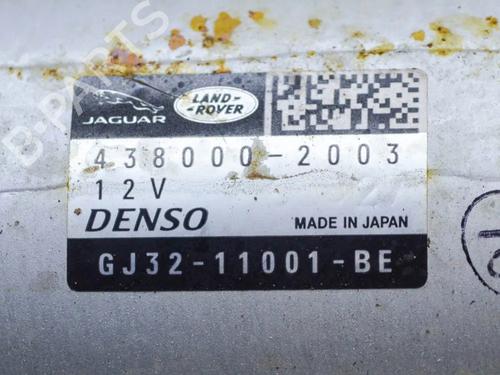 JAGUAR
LAND-
ROVER
438000-2003
12V
DENSO
MADE IN JAPAN
GJ32-11001-BE
B-PARTS